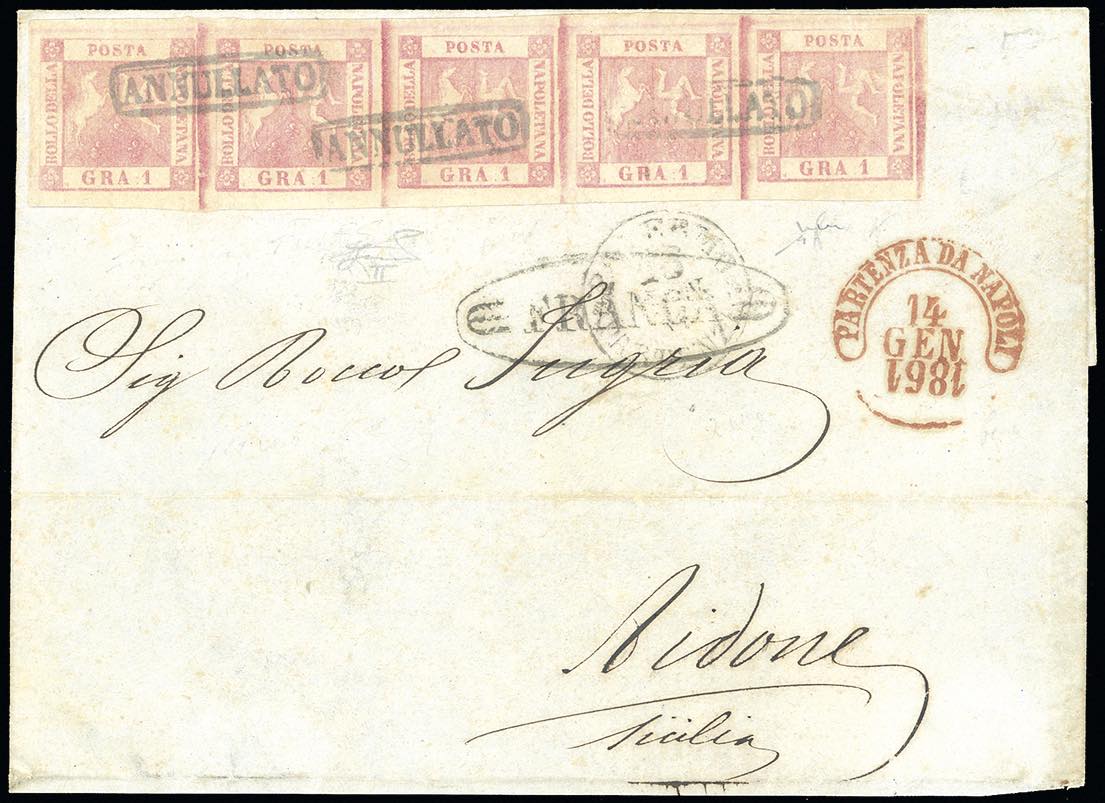 POSTA POSTA POSTA POSTA POSTA
BOLLO DELLA NAPOLETANA BOLLO DELLA NAPOLETANA BOLLO DELLA NAPOLETANA BOLLO DELLA NAPOLETANA BOLLO DELLA NAPOLETANA
GRA 1 GRA 1 GRA 1 GRA 1 GRA 1
ANNULLATO
ANNULLATO
LLATO
PARTENZA DA NAPOLI
14
GEN
1861
Sig Rocco
Aidone
Sicilia